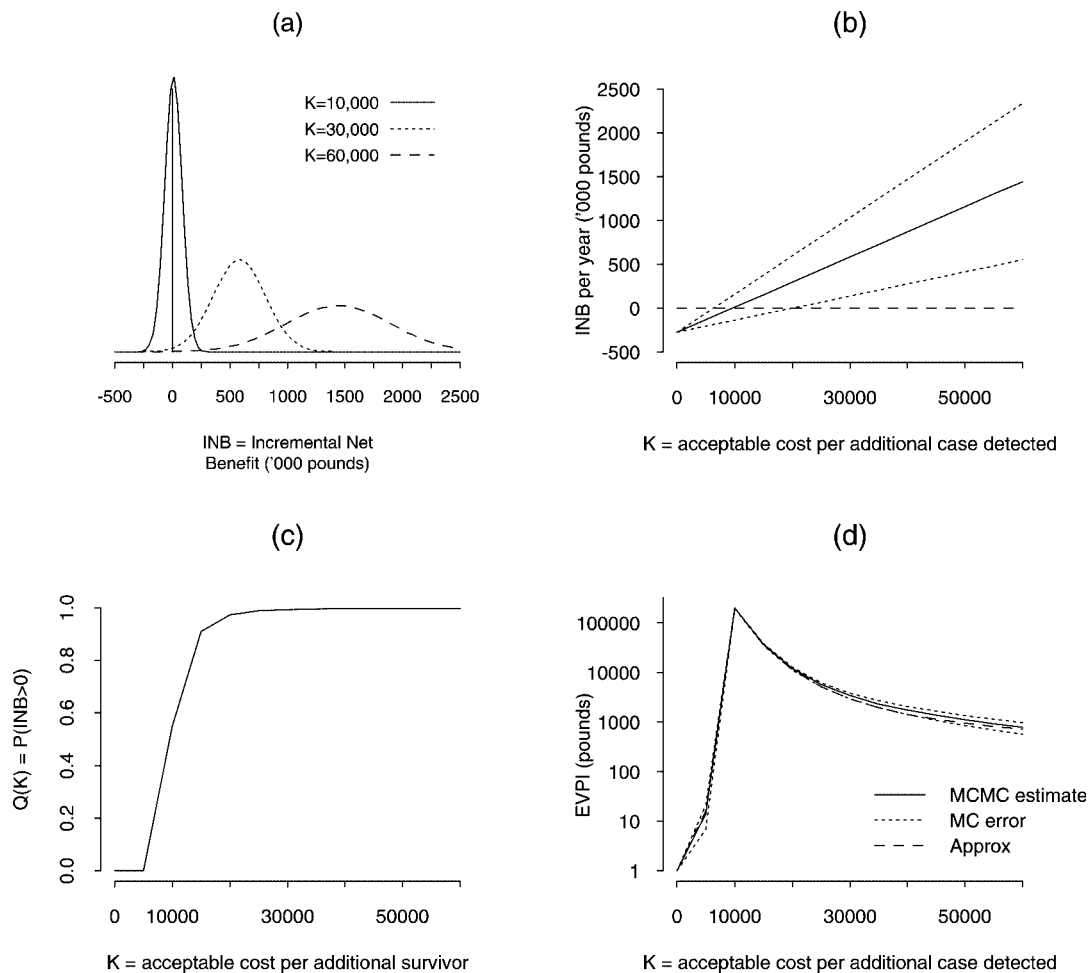 (a)
K=10,000
K=30,000
K=60,000
-500 0 500 1000 1500 2000 2500
INB = Incremental Net
Benefit ('000 pounds)
(b)
INB per year ('000 pounds)
2500
2000
1500
1000
500
0
-500
0 10000 30000 50000
K = acceptable cost per additional case detected
(c)
Q(K) = P(INB>0)
1.0
0.8
0.6
0.4
0.2
0.0
0 10000 30000 50000
K = acceptable cost per additional survivor
(d)
EVPI (pounds)
100000
10000
1000
100
10
1
MCMC estimate
MC error
Approx
0 10000 30000 50000
K = acceptable cost per additional case detected